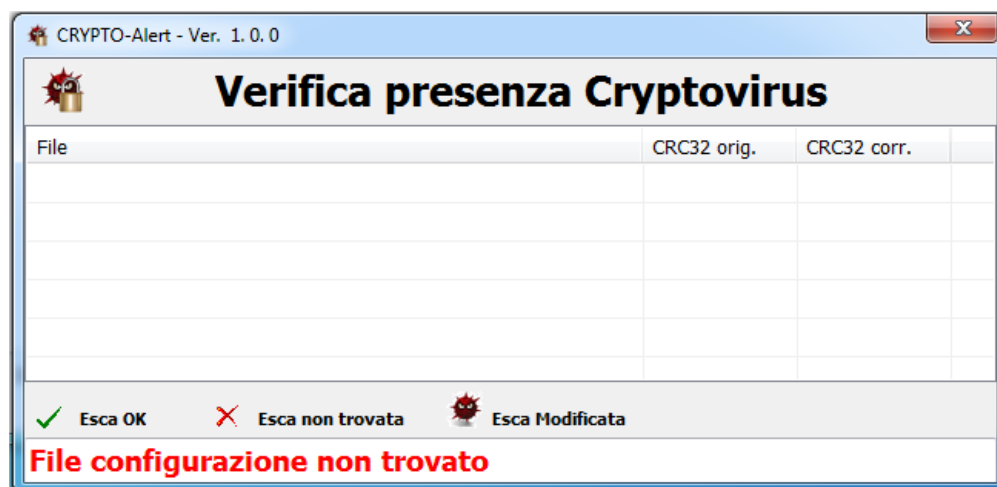 CRYPTO-Alert - Ver. 1. 0. 0
Verifica presenza Cryptovirus
File CRC32 orig. CRC32 corr.
Esca OK Esca non trovata Esca Modificata
File configurazione non trovato